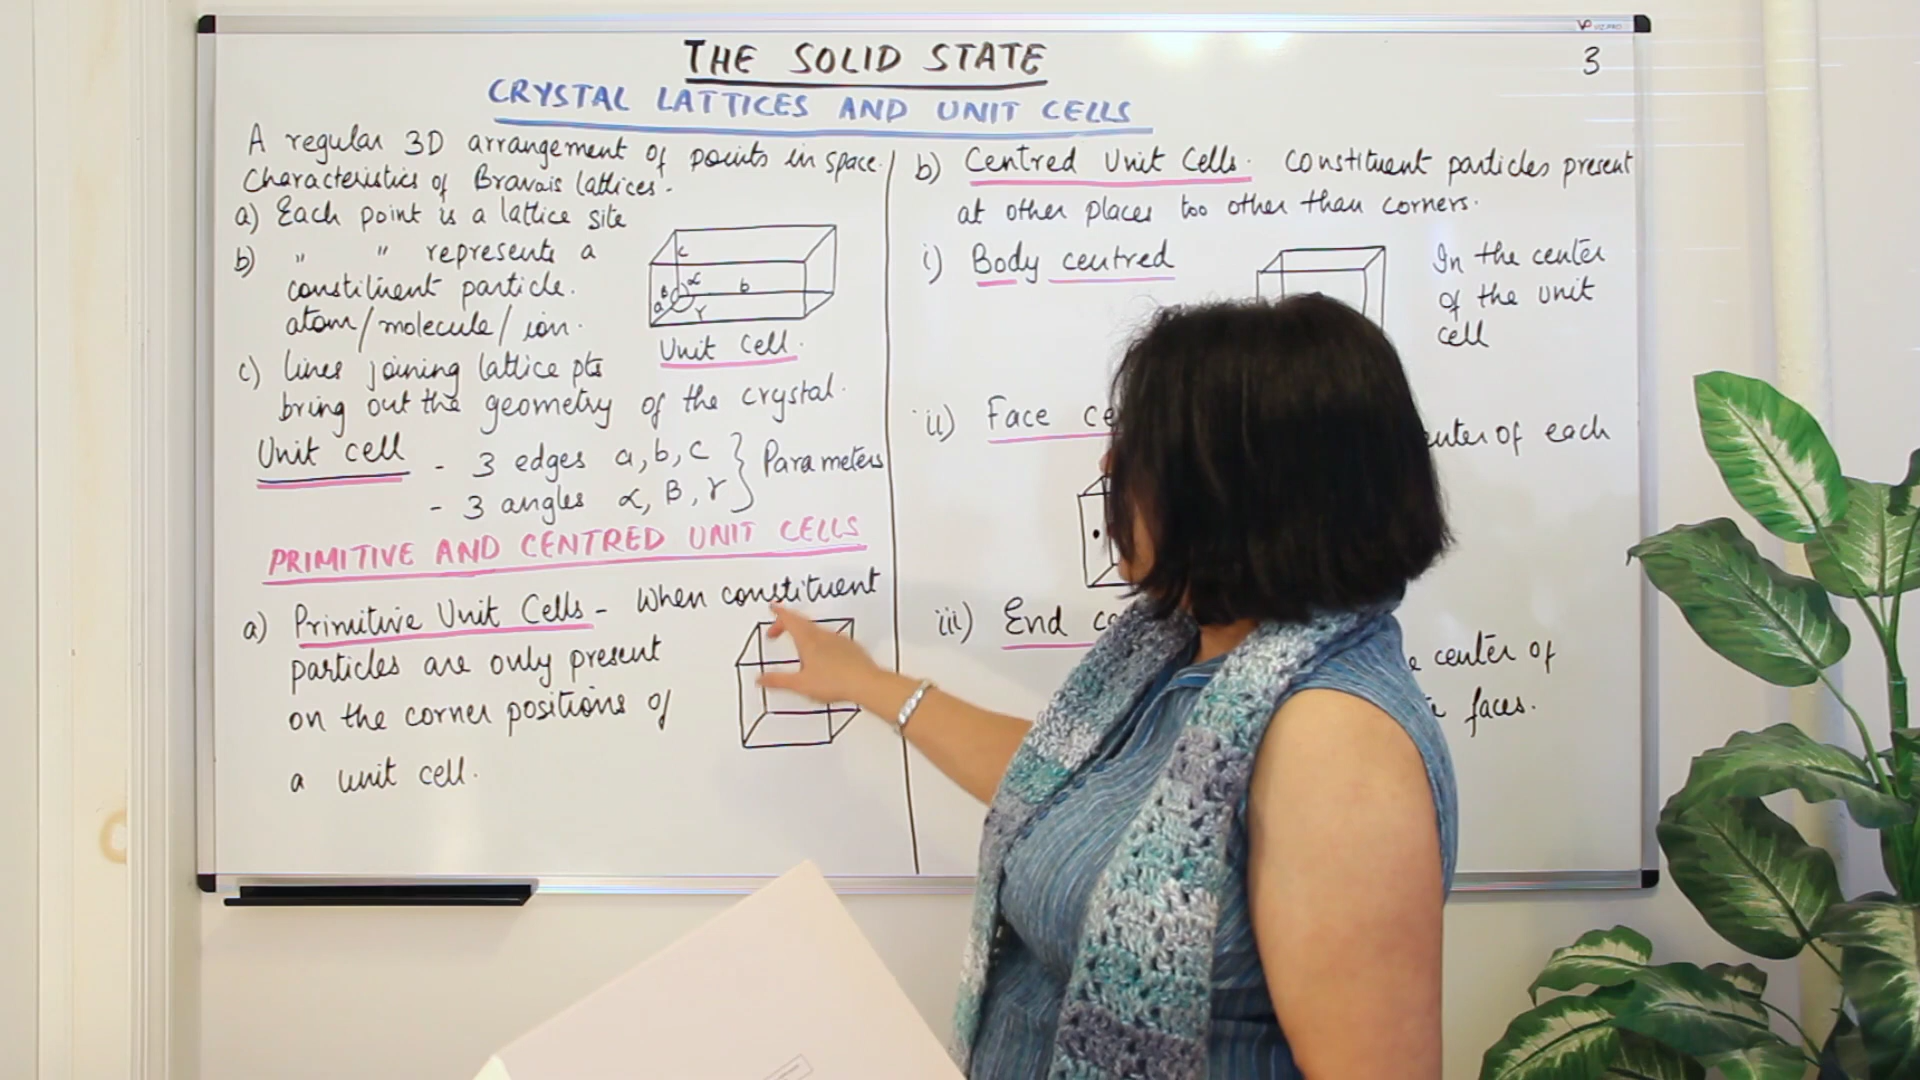 THE SOLID STATE
3
CRYSTAL LATTICES AND UNIT CELLS
A regular 3D arrangement of points in space.
Characteristics of Bravais lattices.
a) Each point is a lattice site
b) " " represents a
constituent particle.
atom/molecule/ion.
c) lines joining lattice pts
bring out the geometry of the crystal.
c
α
B
a
b
γ
Unit cell.
Unit cell - 3 edges a, b, c } Parameters
- 3 angles α, B, γ
PRIMITIVE AND CENTRED UNIT CELLS
a) Primitive Unit Cells - When constituent
particles are only present
on the corner positions of
a unit cell.
b) Centred Unit Cells. Constituent particles present
at other places too other than corners.
i) Body centred
In the center
of the unit
cell
ii) Face
of each
iii) End
center of
faces.